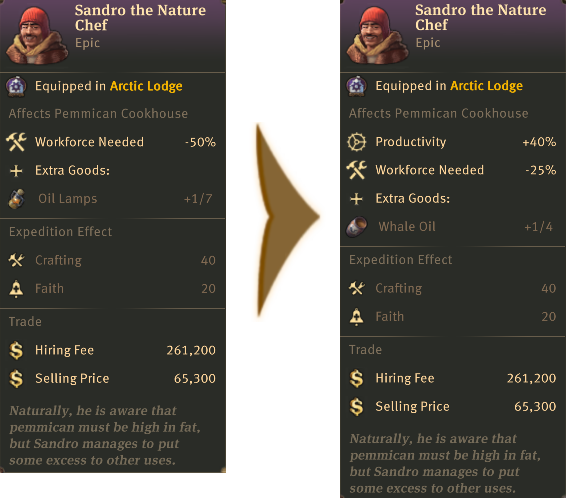 Sandro the Nature
Chef
Epic
Equipped in Arctic Lodge
Affects Pemmican Cookhouse
Workforce Needed -50%
Extra Goods:
Oil Lamps +1/7
Expedition Effect
Crafting 40
Faith 20
Trade
Hiring Fee 261,200
Selling Price 65,300
Naturally, he is aware that
pemmican must be high in fat,
but Sandro manages to put
some excess to other uses.
Sandro the Nature
Chef
Epic
Equipped in Arctic Lodge
Affects Pemmican Cookhouse
Productivity +40%
Workforce Needed -25%
Extra Goods:
Whale Oil +1/4
Expedition Effect
Crafting 40
Faith 20
Trade
Hiring Fee 261,200
Selling Price 65,300
Naturally, he is aware that
pemmican must be high in fat,
but Sandro manages to put
some excess to other uses.